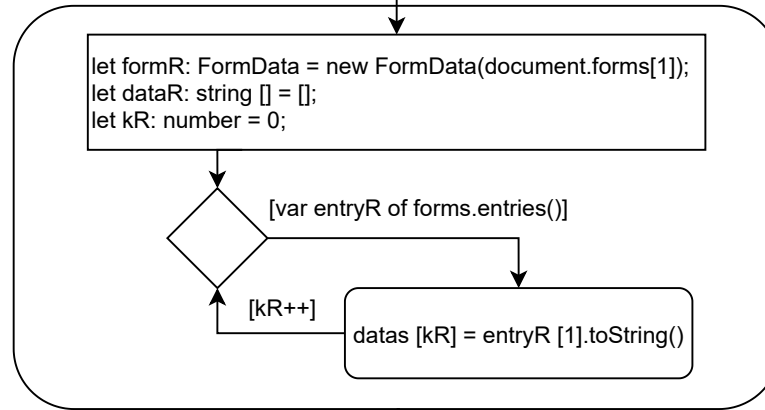 let formR: FormData = new FormData(document.forms[1]);
let dataR: string [] = [];
let kR: number = 0;
[var entryR of forms.entries()]
[kR++]
datas [kR] = entryR [1].toString()